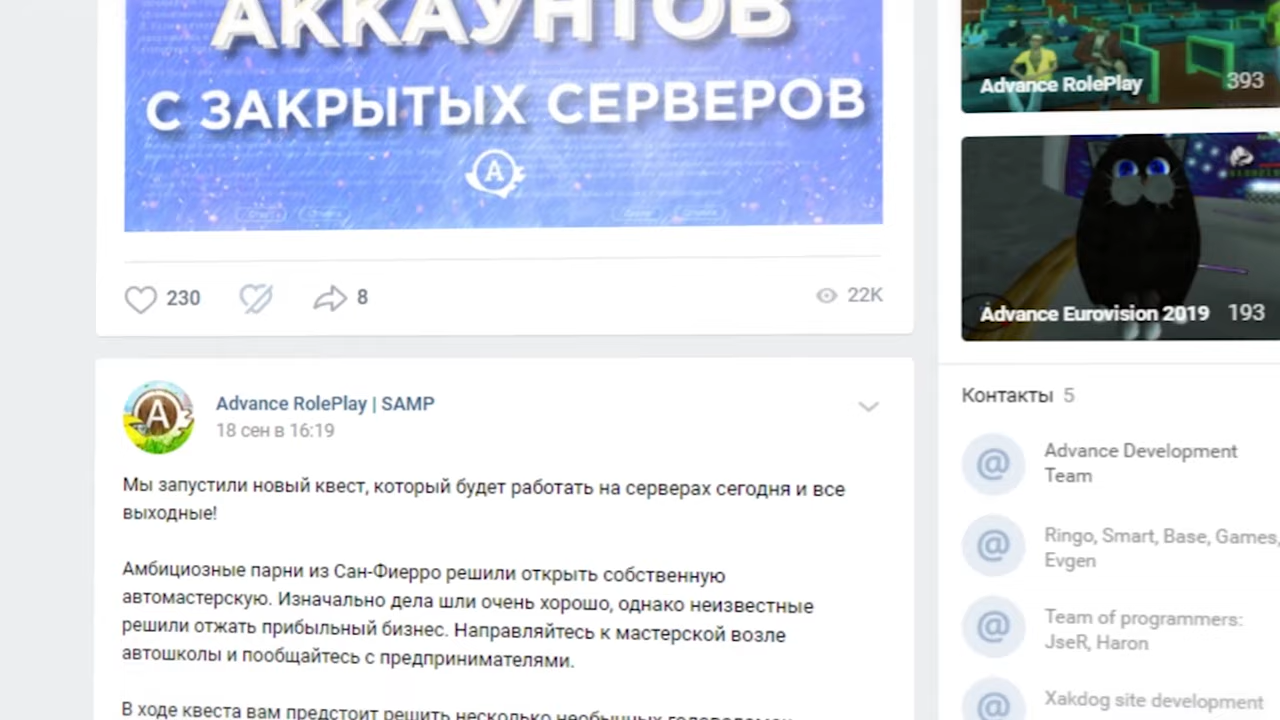 АККАУНТОВ
С ЗАКРЫТЫХ СЕРВЕРОВ
A
230
8
22K
Advance RolePlay | SAMP
18 сен в 16:19
Мы запустили новый квест, который будет работать на серверах сегодня и все
выходные!
Амбициозные парни из Сан-Фиерро решили открыть собственную
автомастерскую. Изначально дела шли очень хорошо, однако неизвестные
решили отжать прибыльный бизнес. Направляйтесь к мастерской возле
автошколы и пообщайтесь с предпринимателями.
В ходе квеста вам предстоит решить несколько необычных головоломок
Advance RolePlay 393
Advance Eurovision 2019 193
Контакты 5
@
Advance Development
Team
@
Ringo, Smart, Base, Games,
Evgen
@
Team of programmers:
JseR, Haron
@
Xakdog site development